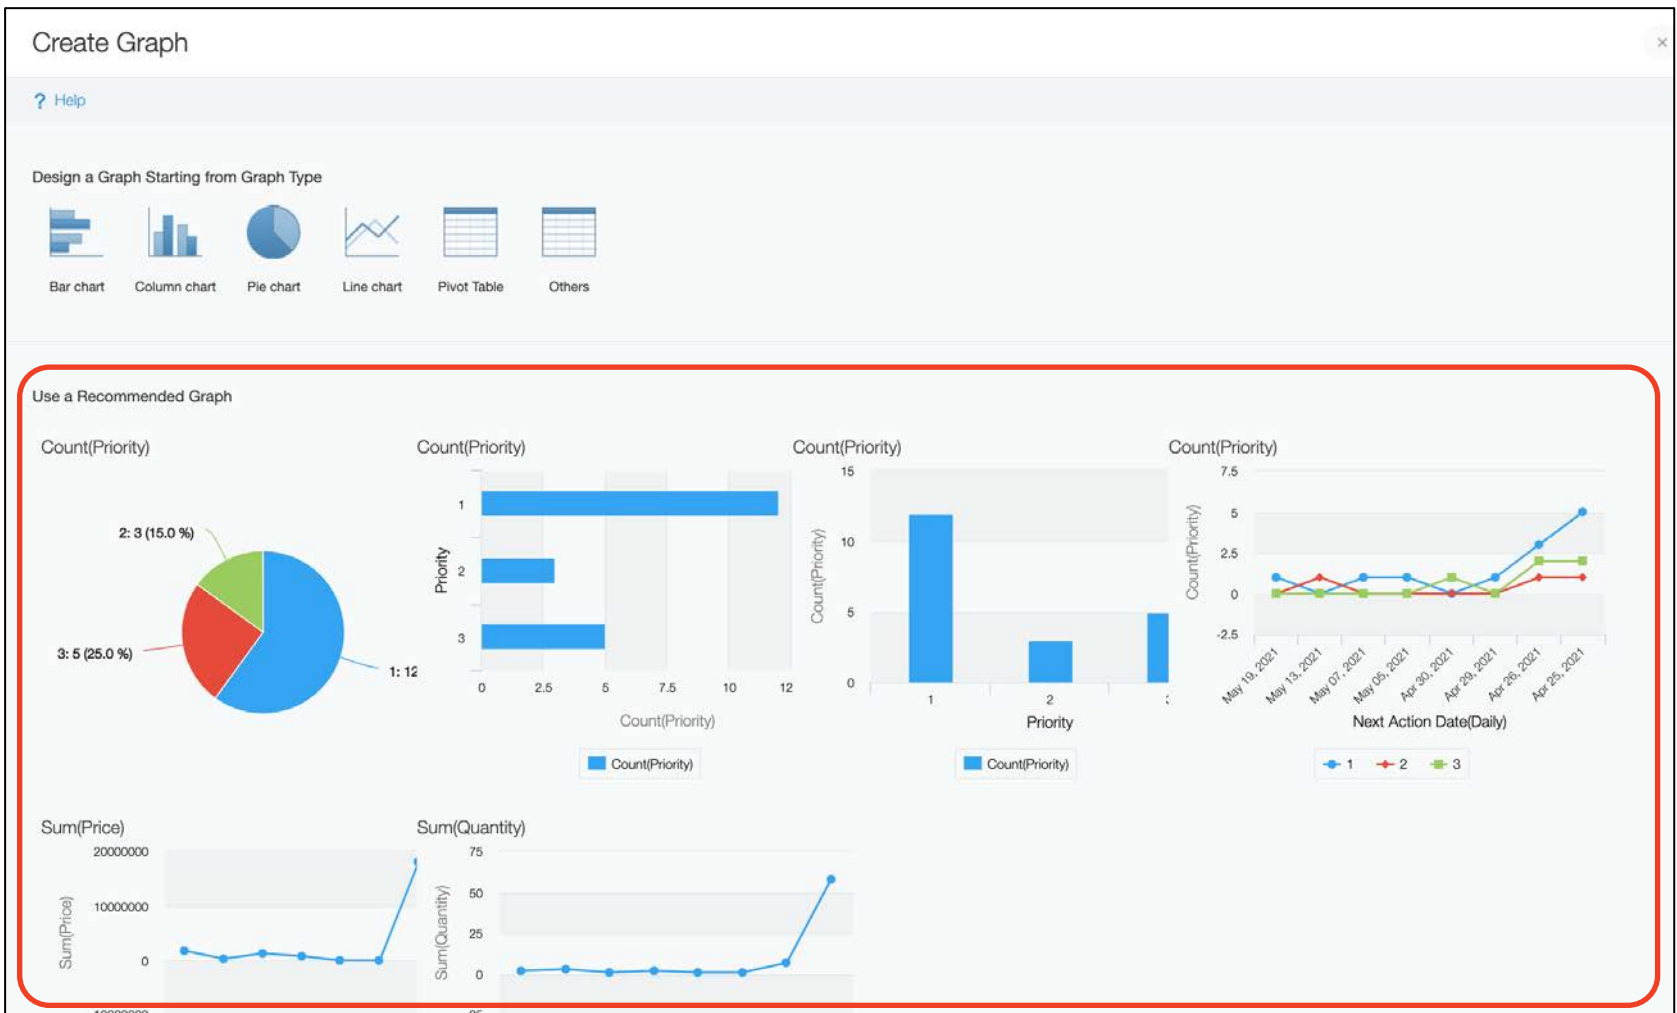 Create Graph
×
? Help
Design a Graph Starting from Graph Type
Bar chart
Column chart
Pie chart
Line chart
Pivot Table
Others
Use a Recommended Graph
Count(Priority)
2: 3 (15.0 %)
3: 5 (25.0 %)
1: 12
Count(Priority)
Priority
1
2
3
0 2.5 5 7.5 10 12
Count(Priority)
Count(Priority)
Count(Priority)
Count(Priority)
15
10
5
0
1 2
Priority
Count(Priority)
Count(Priority)
Count(Priority)
7.5
5
2.5
0
-2.5
May 19, 2021
May 13, 2021
May 07, 2021
May 05, 2021
Apr 30, 2021
Apr 29, 2021
Apr 26, 2021
Apr 25, 2021
Next Action Date(Daily)
1 2 3
Sum(Price)
Sum(Price)
20000000
10000000
0
Sum(Quantity)
Sum(Quantity)
75
50
25
0